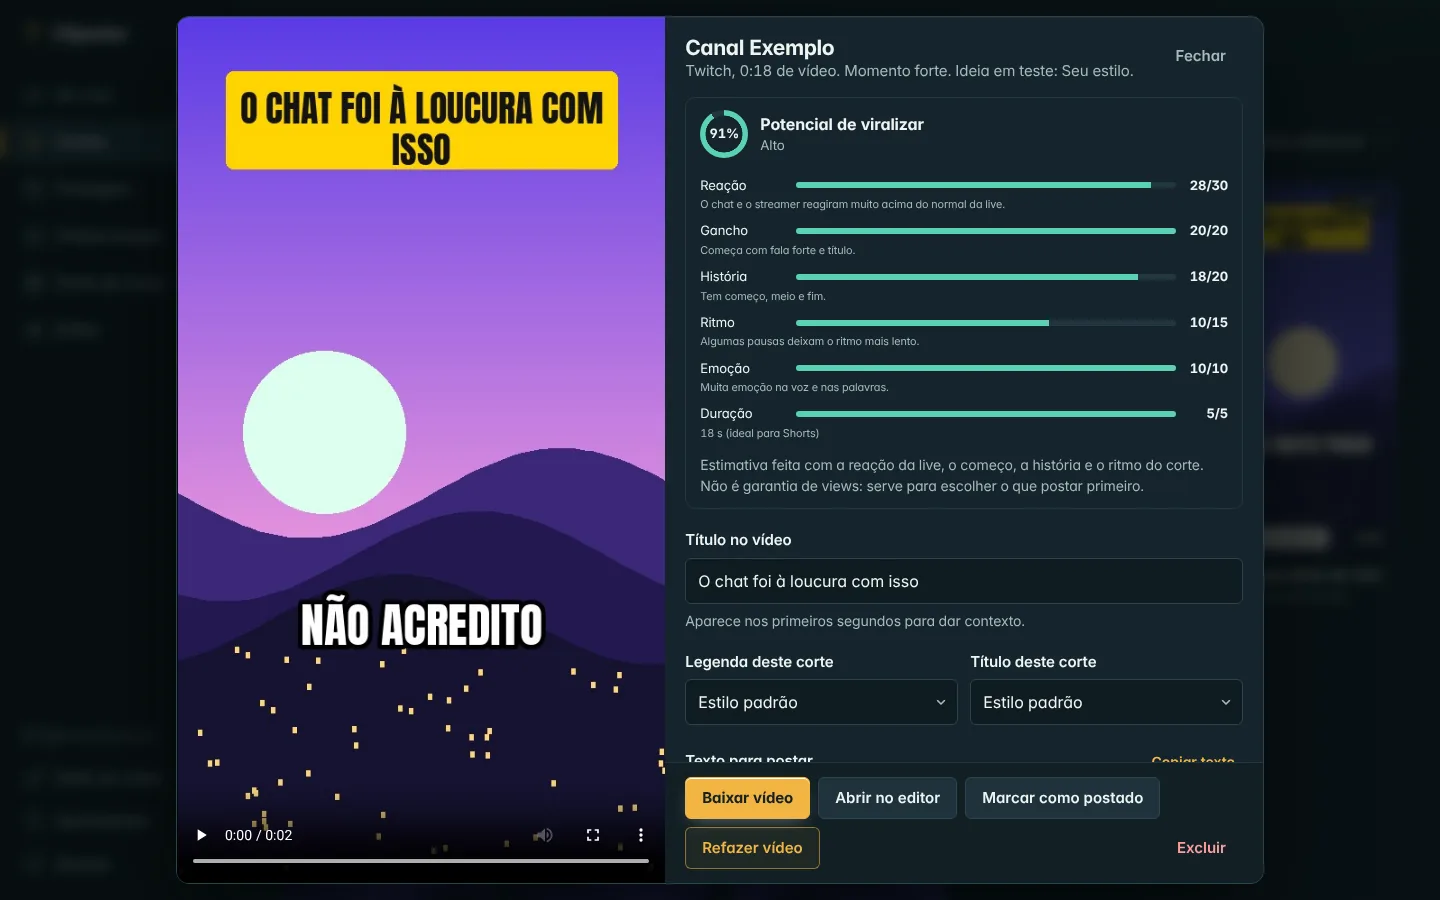 O CHAT FOI À LOUCURA COM
ISSO
NÃO ACREDITO
0:00 / 0:02
Canal Exemplo
Fechar
Twitch, 0:18 de vídeo. Momento forte. Ideia em teste: Seu estilo.
91%
Potencial de viralizar
Alto
Reação 28/30
O chat e o streamer reagiram muito acima do normal da live.
Gancho 20/20
Começa com fala forte e título.
História 18/20
Tem começo, meio e fim.
Ritmo 10/15
Algumas pausas deixam o ritmo mais lento.
Emoção 10/10
Muita emoção na voz e nas palavras.
Duração 5/5
18 s (ideal para Shorts)
Estimativa feita com a reação da live, o começo, a história e o ritmo do corte.
Não é garantia de views: serve para escolher o que postar primeiro.
Título no vídeo
O chat foi à loucura com isso
Aparece nos primeiros segundos para dar contexto.
Legenda deste corte Título deste corte
Estilo padrão Estilo padrão
Texto para postar Copiar texto
Baixar vídeo Abrir no editor Marcar como postado
Refazer vídeo Excluir